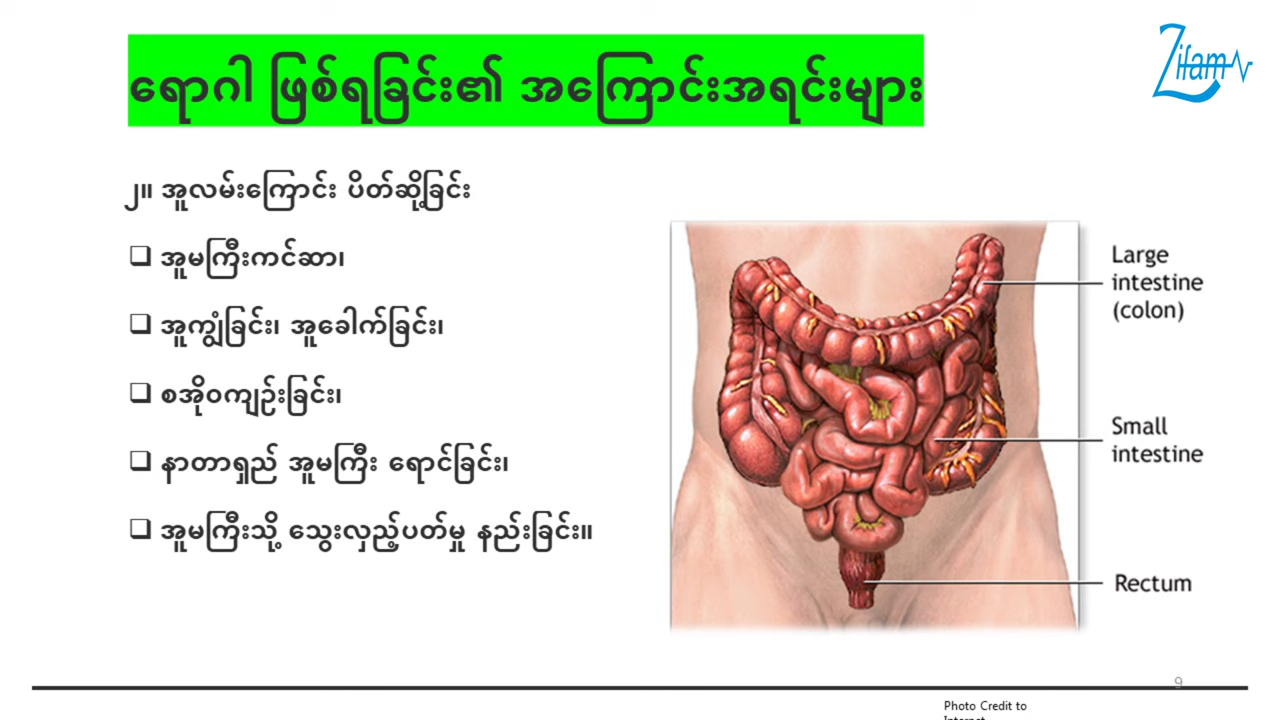 ရောဂါ ဖြစ်ရခြင်း၏ အကြောင်းအရင်းများ
Zifam
၂။ အူလမ်းကြောင်း ပိတ်ဆို့ခြင်း
❑ အူမကြီးကင်ဆာ၊
❑ အူကျွံခြင်း၊ အူခေါက်ခြင်း၊
❑ စအိုဝကျဉ်းခြင်း၊
❑ နာတာရှည် အူမကြီး ရောင်ခြင်း၊
❑ အူမကြီးသို့ သွေးလှည့်ပတ်မှု နည်းခြင်း။
Large
intestine
(colon)
Small
intestine
Rectum
9
Photo Credit to